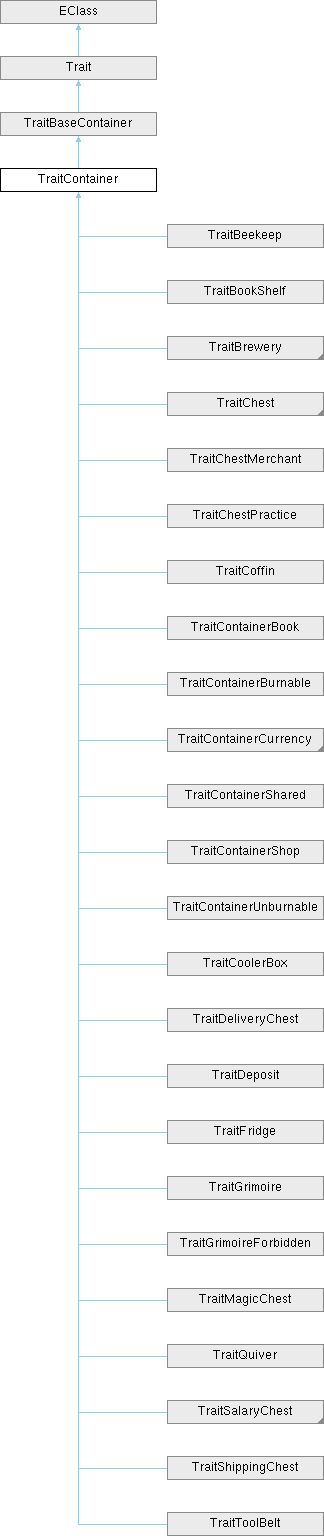 EClass
Trait
TraitBaseContainer
TraitContainer
TraitBeekeep
TraitBookShelf
TraitBrewery
TraitChest
TraitChestMerchant
TraitChestPractice
TraitCoffin
TraitContainerBook
TraitContainerBurnable
TraitContainerCurrency
TraitContainerShared
TraitContainerShop
TraitContainerUnburnable
TraitCoolerBox
TraitDeliveryChest
TraitDeposit
TraitFridge
TraitGrimoire
TraitGrimoireForbidden
TraitMagicChest
TraitQuiver
TraitSalaryChest
TraitShippingChest
TraitToolBelt